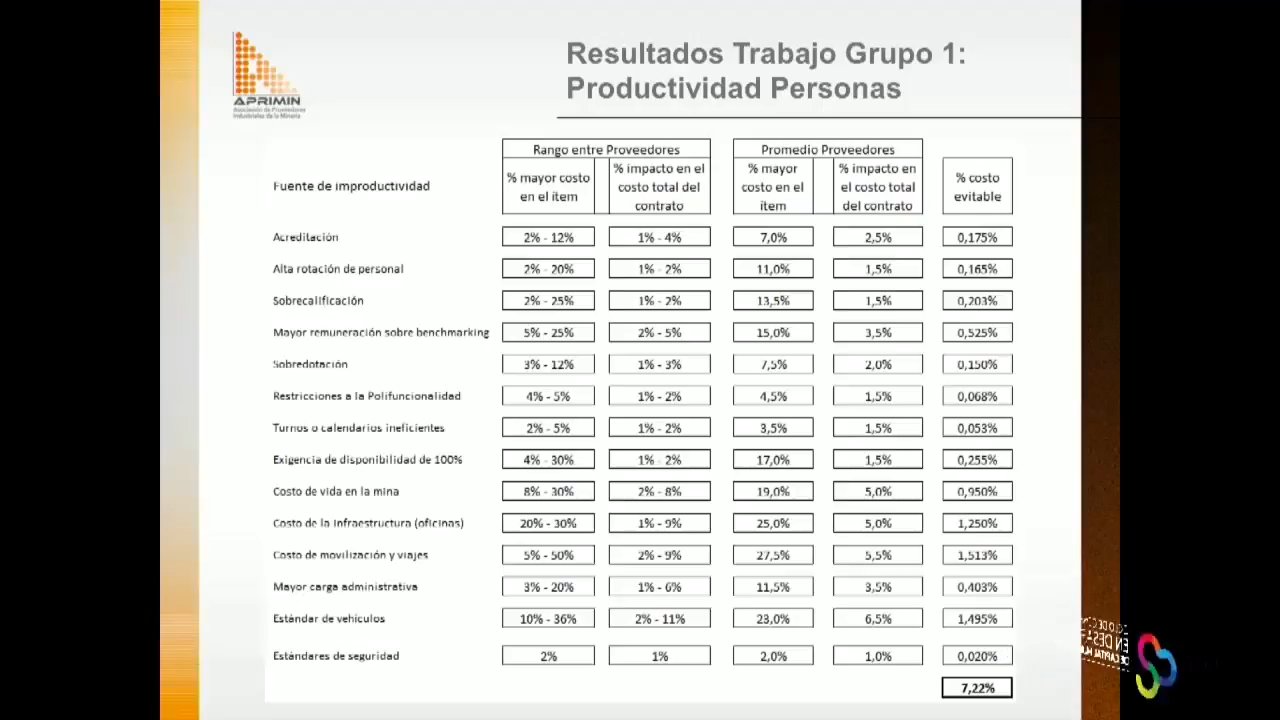 Resultados Trabajo Grupo 1:
Productividad Personas
APRIMIN
Asociación de Proveedores
Industriales de la Minería
Rango entre Proveedores
Promedio Proveedores
Fuente de improductividad
% mayor costo
en el ítem
% impacto en el
costo total del
contrato
% mayor
costo en el
ítem
% impacto en
el costo total
del contrato
% costo
evitable
Acreditación 2% - 12% 1% - 4% 7,0% 2,5% 0,175%
Alta rotación de personal 2% - 20% 1% - 2% 11,0% 1,5% 0,165%
Sobrecalificación 2% - 25% 1% - 2% 13,5% 1,5% 0,203%
Mayor remuneración sobre benchmarking 5% - 25% 2% - 5% 15,0% 3,5% 0,525%
Sobredotación 3% - 12% 1% - 3% 7,5% 2,0% 0,150%
Restricciones a la Polifuncionalidad 4% - 5% 1% - 2% 4,5% 1,5% 0,068%
Turnos o calendarios ineficientes 2% - 5% 1% - 2% 3,5% 1,5% 0,053%
Exigencia de disponibilidad de 100% 4% - 30% 1% - 2% 17,0% 1,5% 0,255%
Costo de vida en la mina 8% - 30% 2% - 8% 19,0% 5,0% 0,950%
Costo de la infraestructura (oficinas) 20% - 30% 1% - 9% 25,0% 5,0% 1,250%
Costo de movilización y viajes 5% - 50% 2% - 9% 27,5% 5,5% 1,513%
Mayor carga administrativa 3% - 20% 1% - 6% 11,5% 3,5% 0,403%
Estándar de vehículos 10% - 36% 2% - 11% 23,0% 6,5% 1,495%
Estándares de seguridad 2% 1% 2,0% 1,0% 0,020%
7,22%